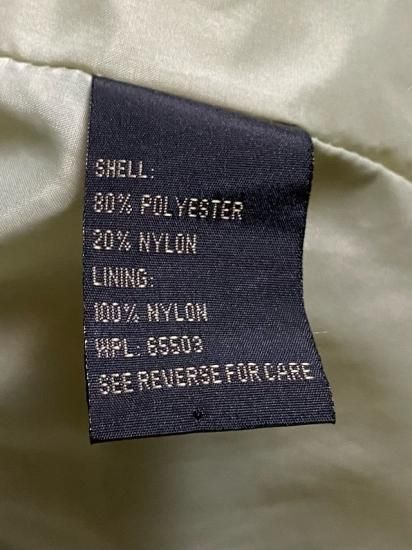 SHELL:
80% POLYESTER
20% NYLON
LINING:
100% NYLON
WPL: 65503
SEE REVERSE FOR CARE